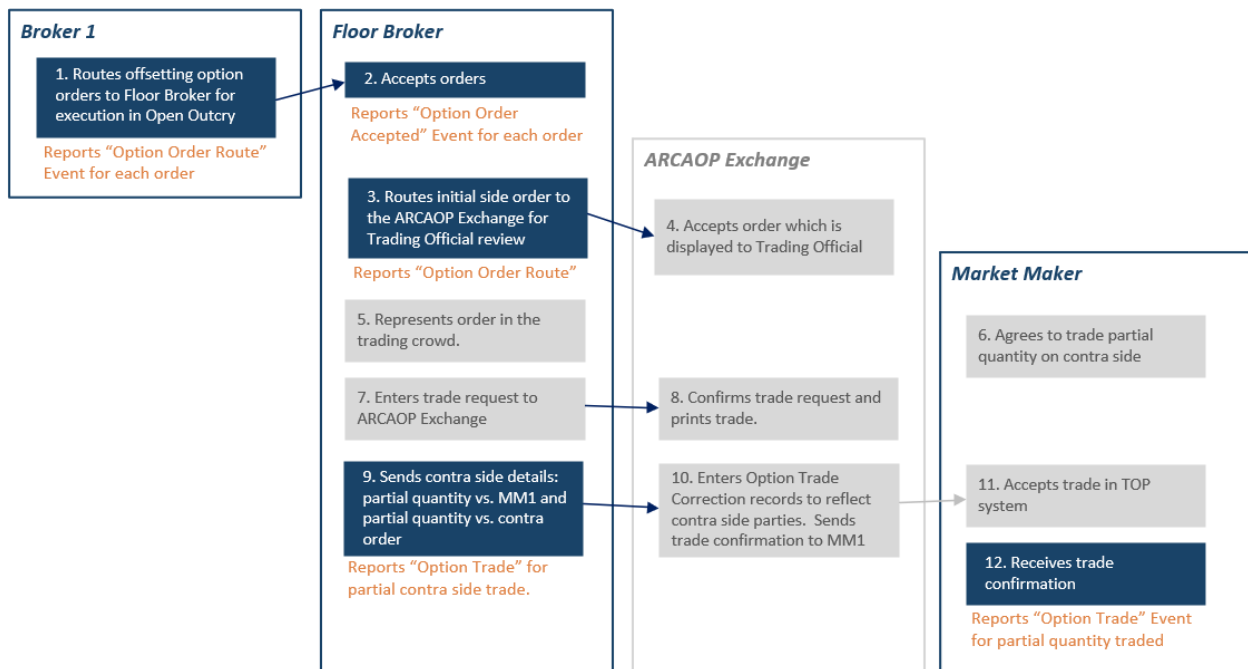 Broker 1
1. Routes offsetting option
orders to Floor Broker for
execution in Open Outcry
Reports “Option Order Route”
Event for each order
Floor Broker
2. Accepts orders
Reports “Option Order
Accepted” Event for each order
3. Routes initial side order to
the ARCAOP Exchange for
Trading Official review
Reports “Option Order Route”
5. Represents order in the
trading crowd.
7. Enters trade request to
ARCAOP Exchange
9. Sends contra side details:
partial quantity vs. MM1 and
partial quantity vs. contra
order
Reports “Option Trade” for
partial contra side trade.
ARCAOP Exchange
4. Accepts order which is
displayed to Trading Official
8. Confirms trade request and
prints trade.
10. Enters Option Trade
Correction records to reflect
contra side parties.  Sends
trade confirmation to MM1
Market Maker
6. Agrees to trade partial
quantity on contra side
11. Accepts trade in TOP
system
12. Receives trade
confirmation
Reports “Option Trade” Event
for partial quantity traded